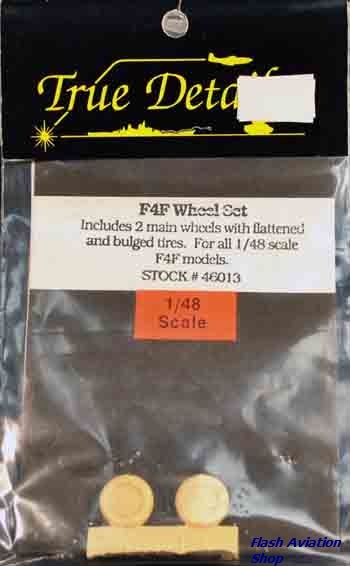 True Detail
F4F Wheel Set
Includes 2 main wheels with flattened
and bulged tires. For all 1/48 scale
F4F models.
STOCK # 46013
1/48
Scale
Flash Aviation
Shop